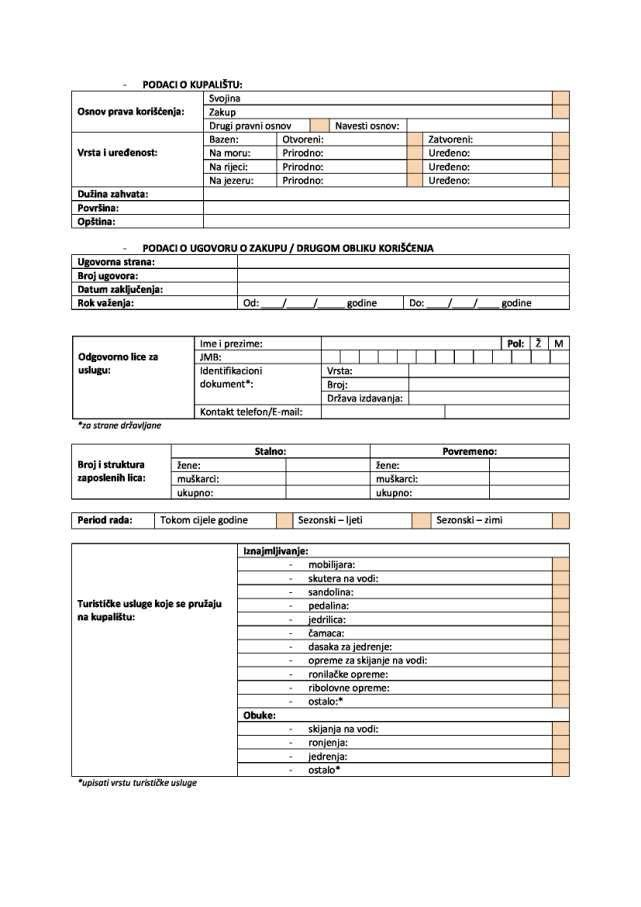 - PODACI O KUPALIŠTU:
Osnov prava korišćenja:
Svojina
Zakup
Drugi pravni osnov Navesti osnov:
Vrsta i uređenost:
Bazen: Otvoreni: Zatvoreni:
Na moru: Prirodno: Uređeno:
Na rijeci: Prirodno: Uređeno:
Na jezeru: Prirodno: Uređeno:
Dužina zahvata:
Površina:
Opština:
- PODACI O UGOVORU O ZAKUPU / DRUGOM OBLIKU KORIŠĆENJA
Ugovorna strana:
Broj ugovora:
Datum zaključenja:
Rok važenja: Od: ____/_____/_____ godine Do: ____/____/____ godine
Odgovorno lice za
uslugu:
Ime i prezime: Pol: Ž M
JMB:
Identifikacioni
dokument*:
Vrsta:
Broj:
Država izdavanja:
Kontakt telefon/E-mail:
*za strane državljane
Broj i struktura
zaposlenih lica:
Stalno: Povremeno:
žene: žene:
muškarci: muškarci:
ukupno: ukupno:
Period rada: Tokom cijele godine Sezonski – ljeti Sezonski – zimi
Turističke usluge koje se pružaju
na kupalištu:
Iznajmljivanje:
- mobilijara:
- skutera na vodi:
- sandolina:
- pedalina:
- jedrilica:
- čamaca:
- dasaka za jedrenje:
- opreme za skijanje na vodi:
- ronilačke opreme:
- ribolovne opreme:
- ostalo:*
Obuke:
- skijanja na vodi:
- ronjenja:
- jedrenja:
- ostalo*
*upisati vrstu turističke usluge